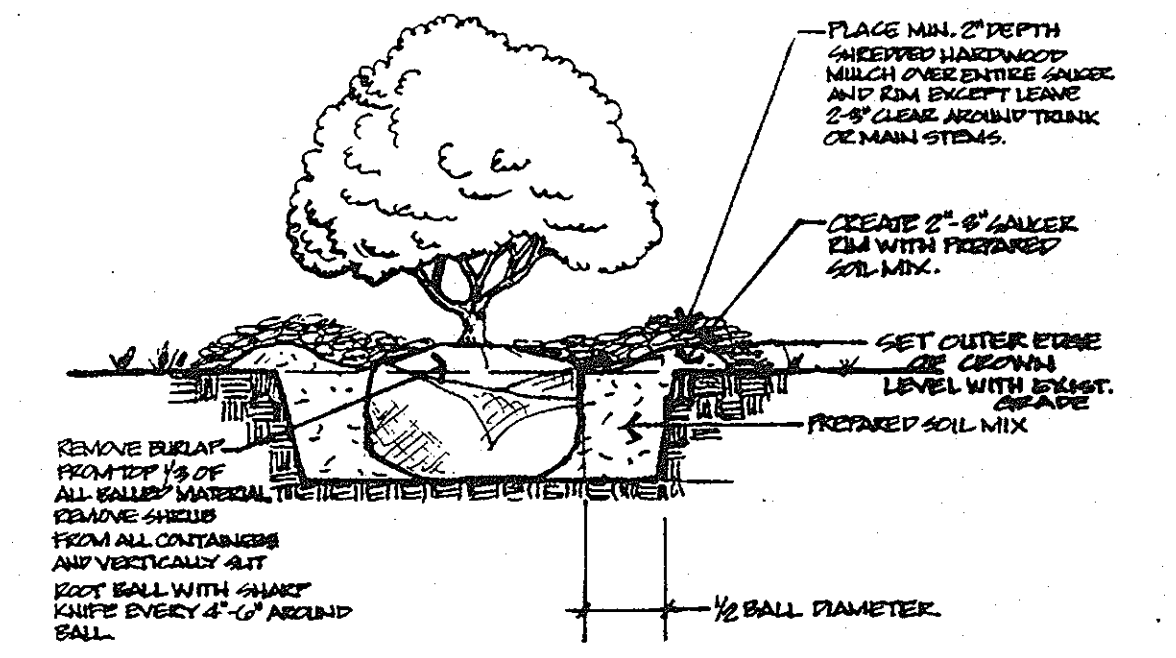 PLACE MIN. 2" DEPTH
SHREDDED HARDWOOD
MULCH OVER ENTIRE SAUCER
AND RIM EXCEPT LEAVE
2-3" CLEAR AROUND TRUNK
OR MAIN STEMS.
CREATE 2"-3" SAUCER
RIM WITH PREPARED
SOIL MIX.
SET OUTER EDGE
OF CROWN
LEVEL WITH EXIST.
GRADE
PREPARED SOIL MIX
REMOVE BURLAP
FROM TOP 1/3 OF
ALL BALLED MATERIAL
REMOVE SHRUB
FROM ALL CONTAINERS
AND VERTICALLY SLIT
ROOT BALL WITH SHARP
KNIFE EVERY 4"-6" AROUND
BALL.
1/2 BALL DIAMETER